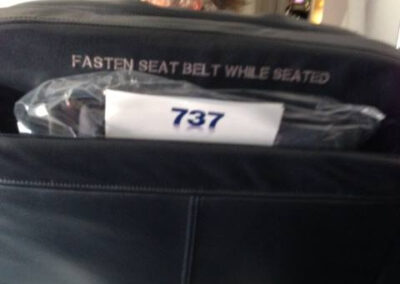 FASTEN SEAT BELT WHILE SEATED
737